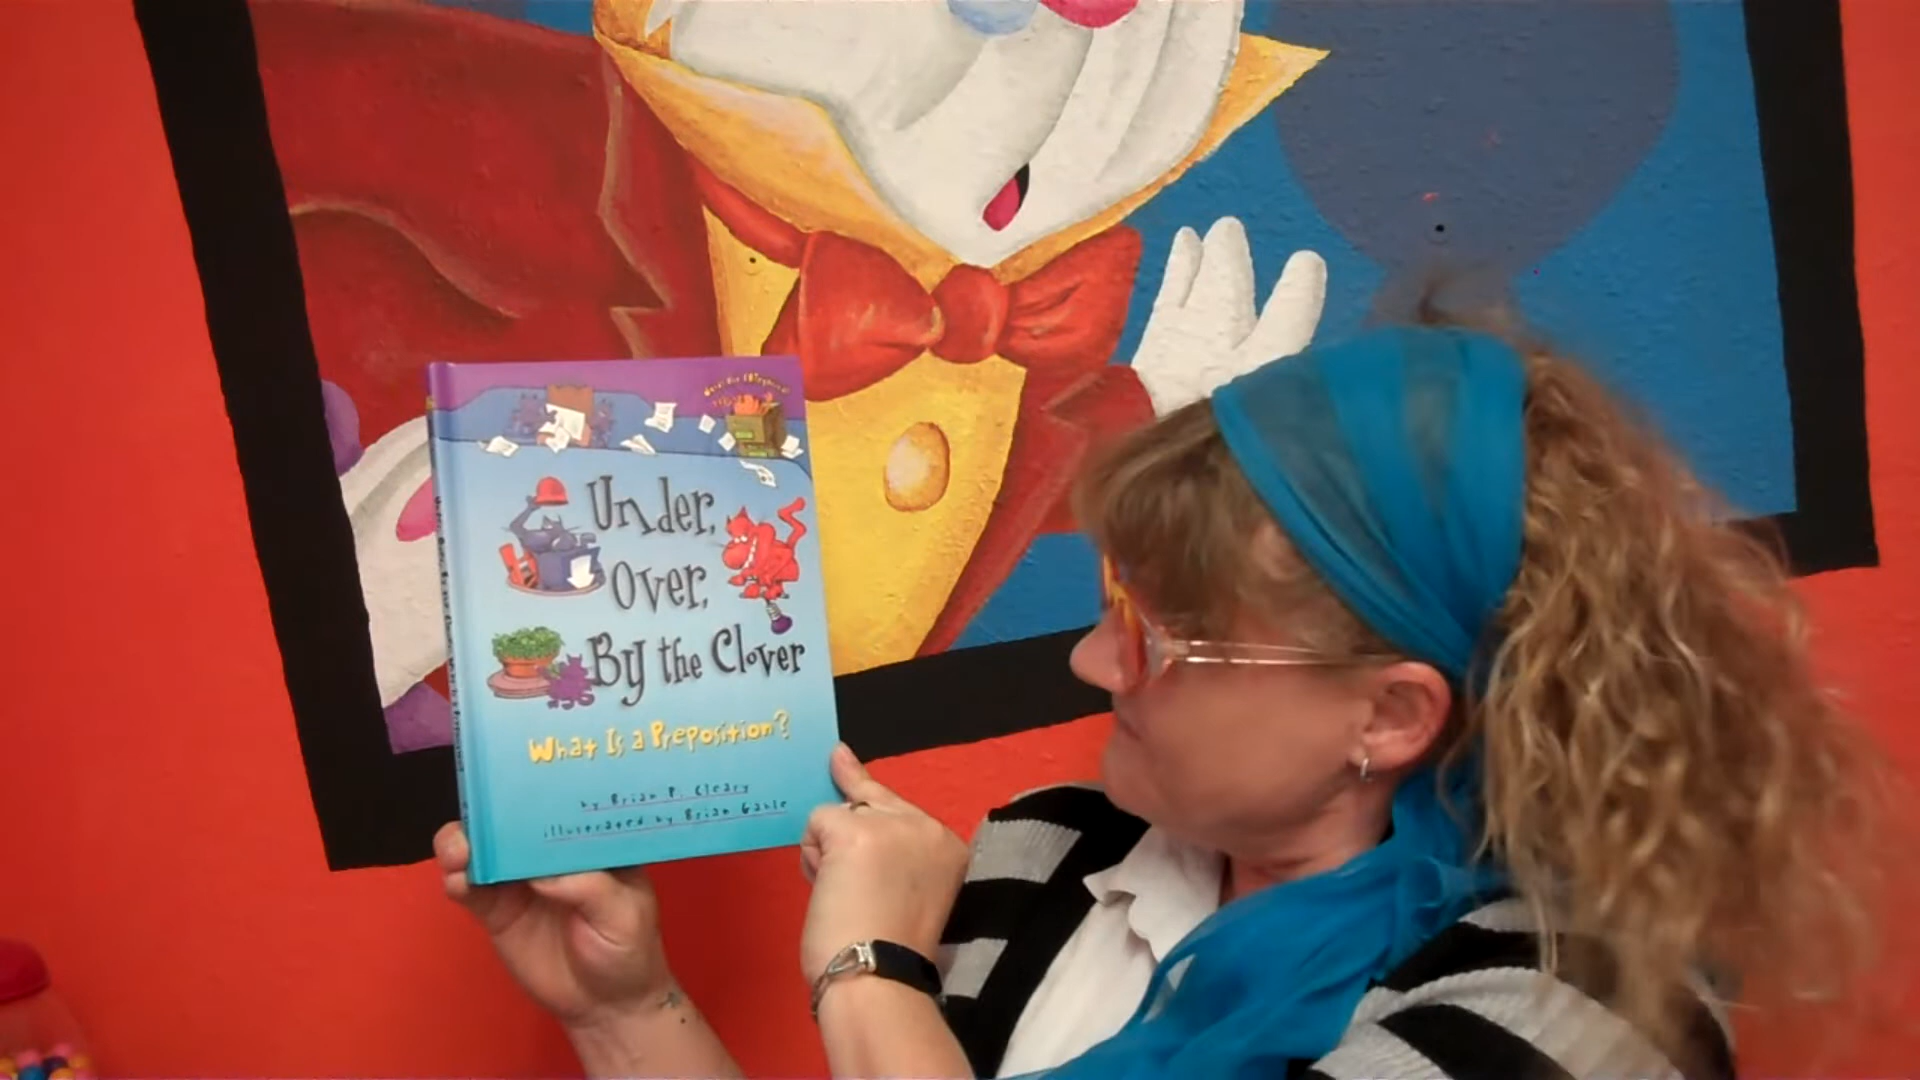 Under,
Over,
By the Clover
What Is a Preposition?
by Brian P. Cleary
illustrated by Brian Gable